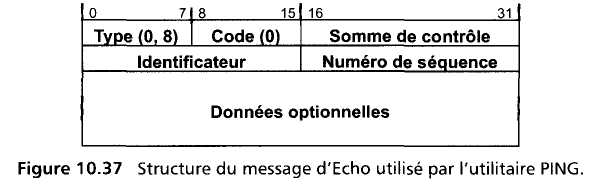 0 7 8 15 16 31
Type (0, 8) Code (0) Somme de contrôle
Identificateur Numéro de séquence
Données optionnelles
Figure 10.37 Structure du message d'Echo utilisé par l'utilitaire PING.